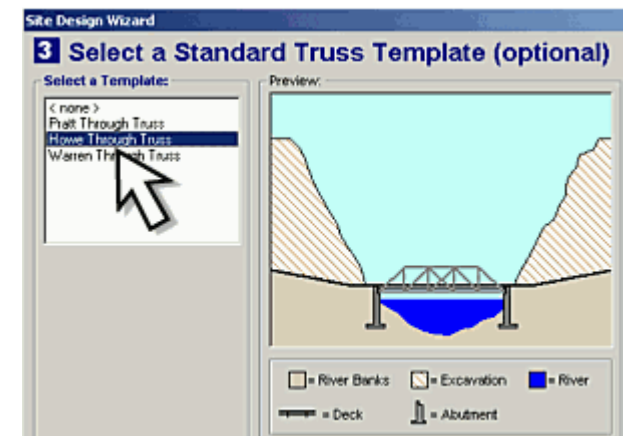 Site Design Wizard
3 Select a Standard Truss Template (optional)
Select a Template:
< none >
Pratt Through Truss
Howe Through Truss
Warren Through Truss
Preview:
= River Banks = Excavation = River
= Deck = Abutment